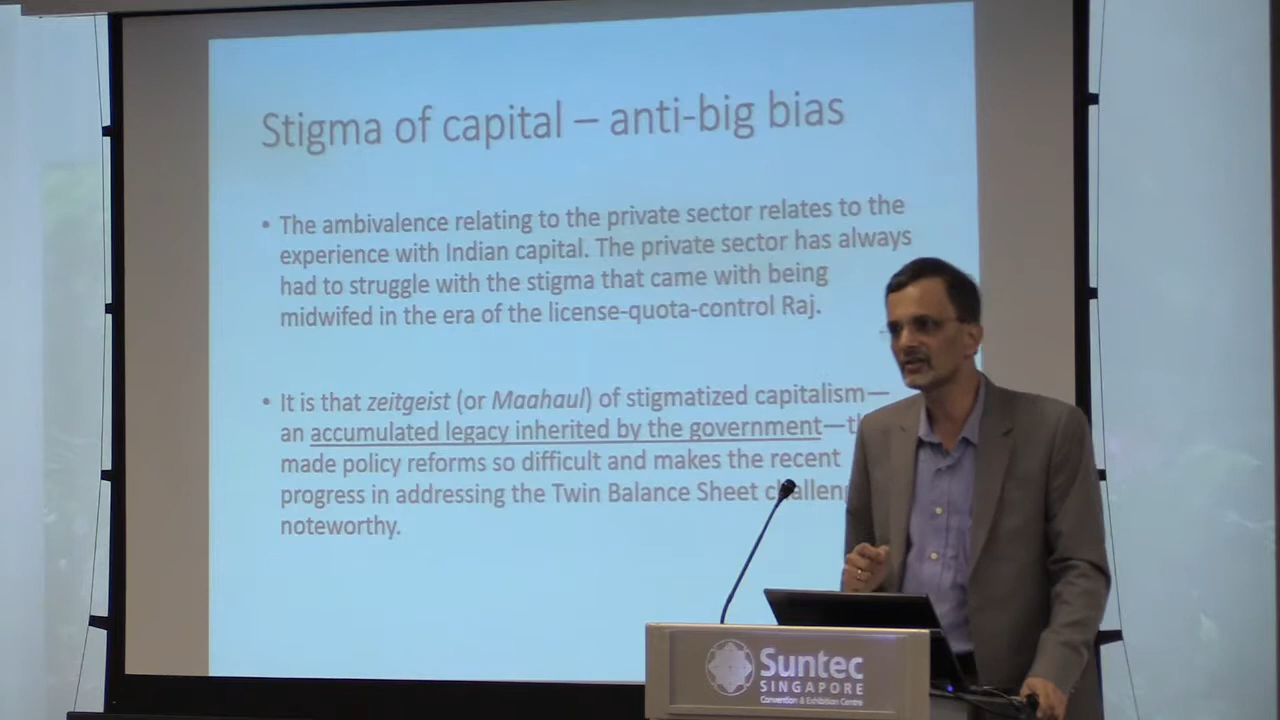 Stigma of capital – anti-big bias
• The ambivalence relating to the private sector relates to the
experience with Indian capital. The private sector has always
had to struggle with the stigma that came with being
midwifed in the era of the license-quota-control Raj.
• It is that zeitgeist (or Maahaul) of stigmatized capitalism—
an accumulated legacy inherited by the government—
made policy reforms so difficult and makes the recent
progress in addressing the Twin Balance Sheet
noteworthy.
Suntec
SINGAPORE
Convention & Exhibition Centre